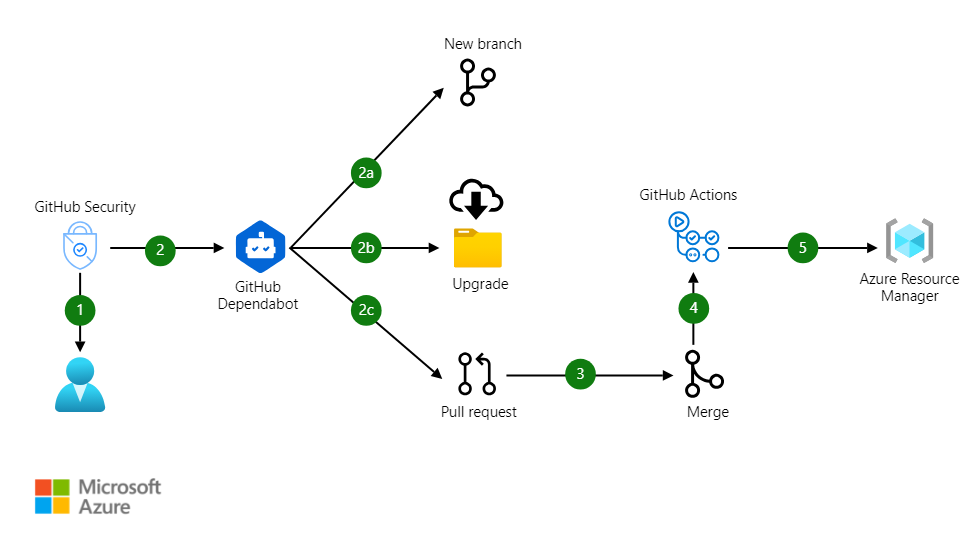 New branch
2a
GitHub Security
GitHub Actions
2
2b
5
GitHub
Dependabot
Upgrade
Azure Resource
Manager
1
2c
4
3
Pull request
Merge
Microsoft
Azure